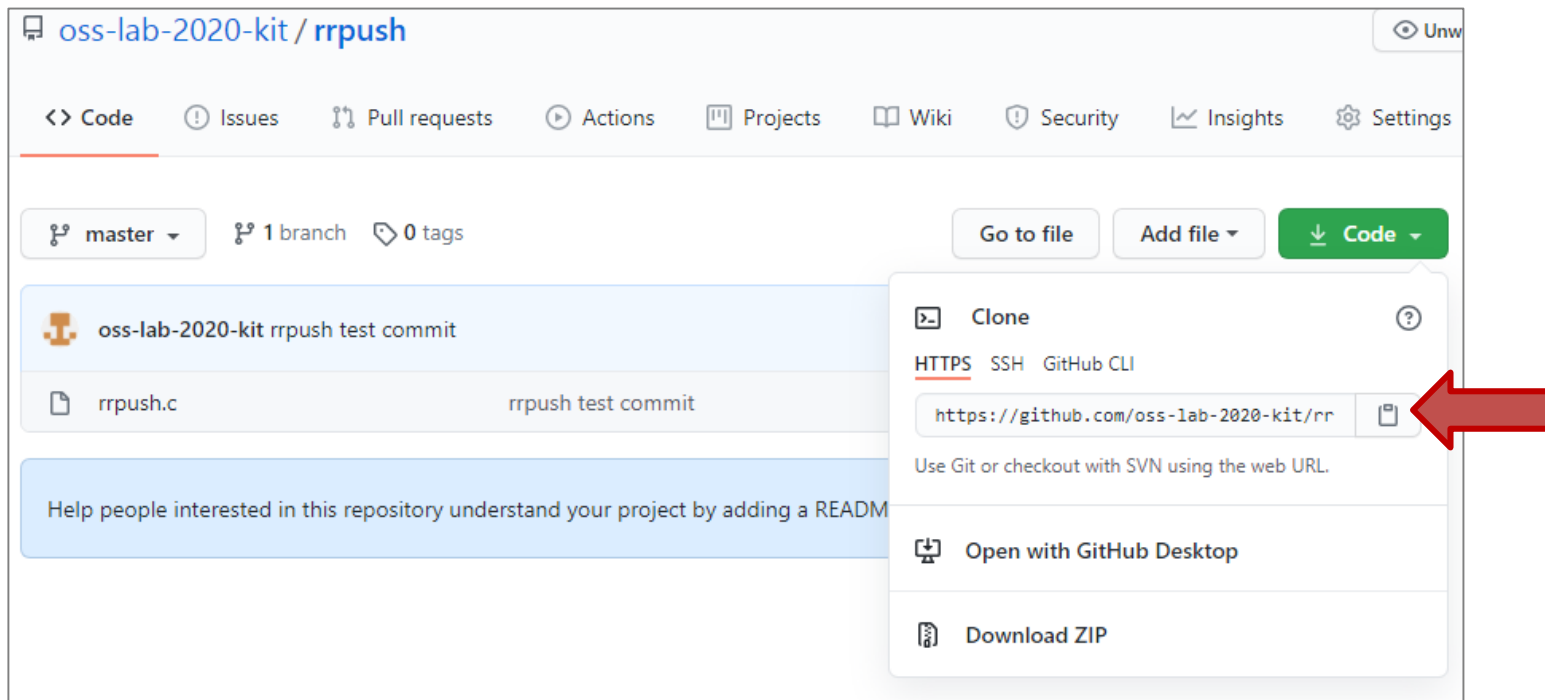 oss-lab-2020-kit / rrpush
Unw
<> Code Issues Pull requests Actions Projects Wiki Security Insights Settings
master 1 branch 0 tags
Go to file Add file Code
oss-lab-2020-kit rrpush test commit
rrpush.c rrpush test commit
Help people interested in this repository understand your project by adding a READM
Clone
HTTPS SSH GitHub CLI
https://github.com/oss-lab-2020-kit/rr
Use Git or checkout with SVN using the web URL.
Open with GitHub Desktop
Download ZIP